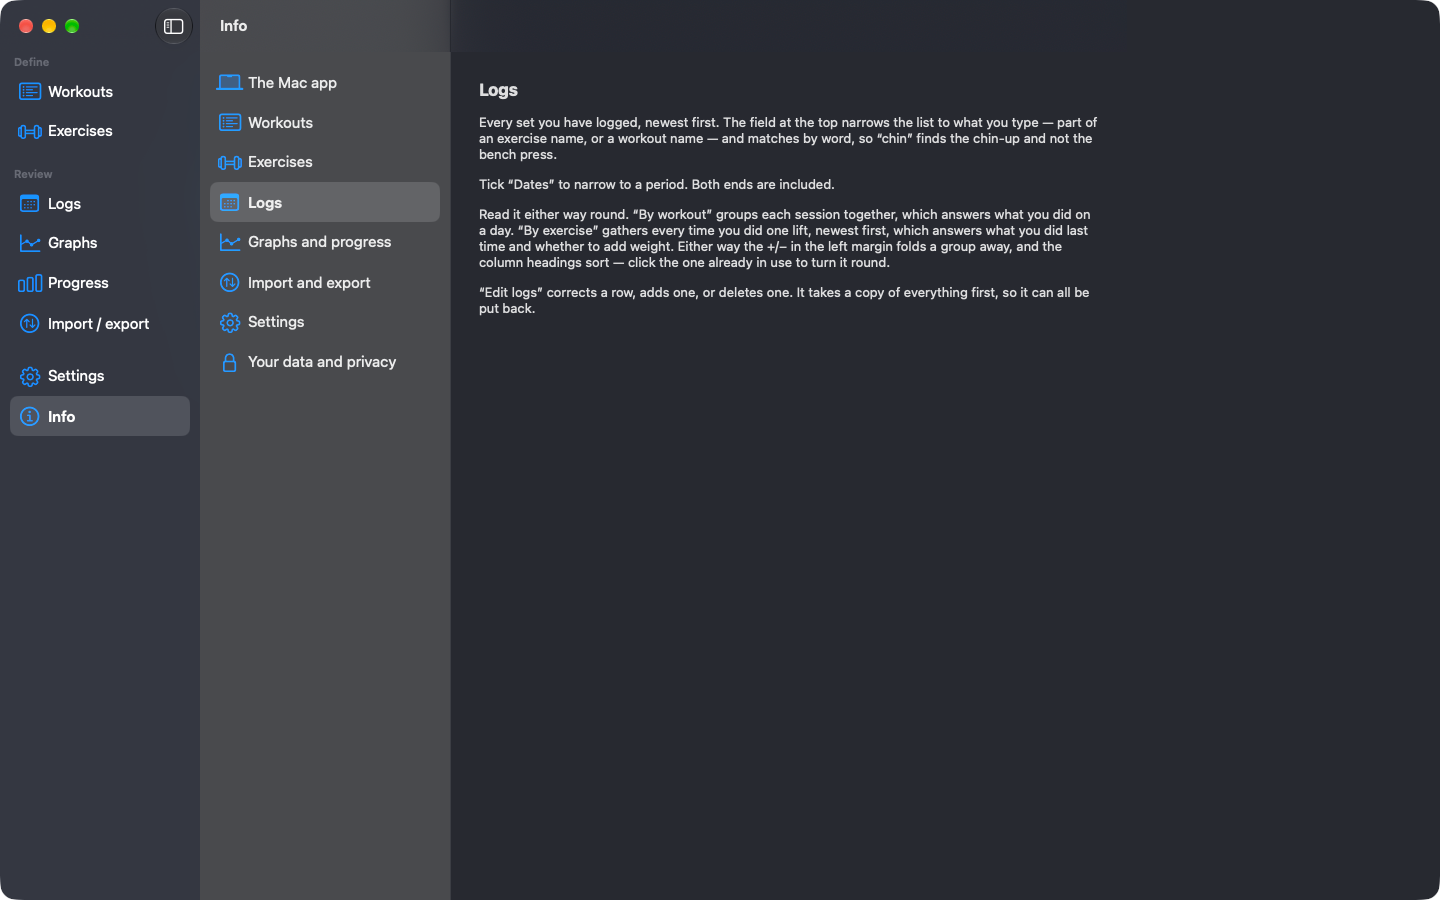 Define
Workouts
Exercises
Review
Logs
Graphs
Progress
Import / export
Settings
Info
Info
The Mac app
Workouts
Exercises
Logs
Graphs and progress
Import and export
Settings
Your data and privacy
Logs
Every set you have logged, newest first. The field at the top narrows the list to what you type — part of
an exercise name, or a workout name — and matches by word, so “chin” finds the chin-up and not the
bench press.
Tick “Dates” to narrow to a period. Both ends are included.
Read it either way round. “By workout” groups each session together, which answers what you did on
a day. “By exercise” gathers every time you did one lift, newest first, which answers what you did last
time and whether to add weight. Either way the +/− in the left margin folds a group away, and the
column headings sort — click the one already in use to turn it round.
“Edit logs” corrects a row, adds one, or deletes one. It takes a copy of everything first, so it can all be
put back.